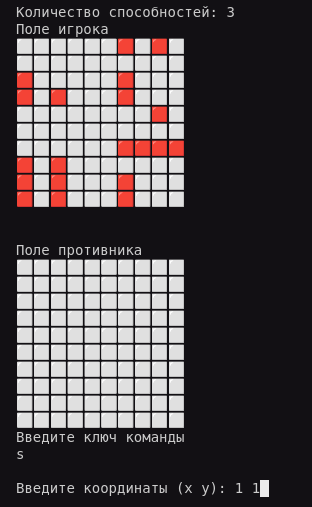 Количество способностей: 3
Поле игрока
Поле противника
Введите ключ команды
s
Введите координаты (x y): 1 1